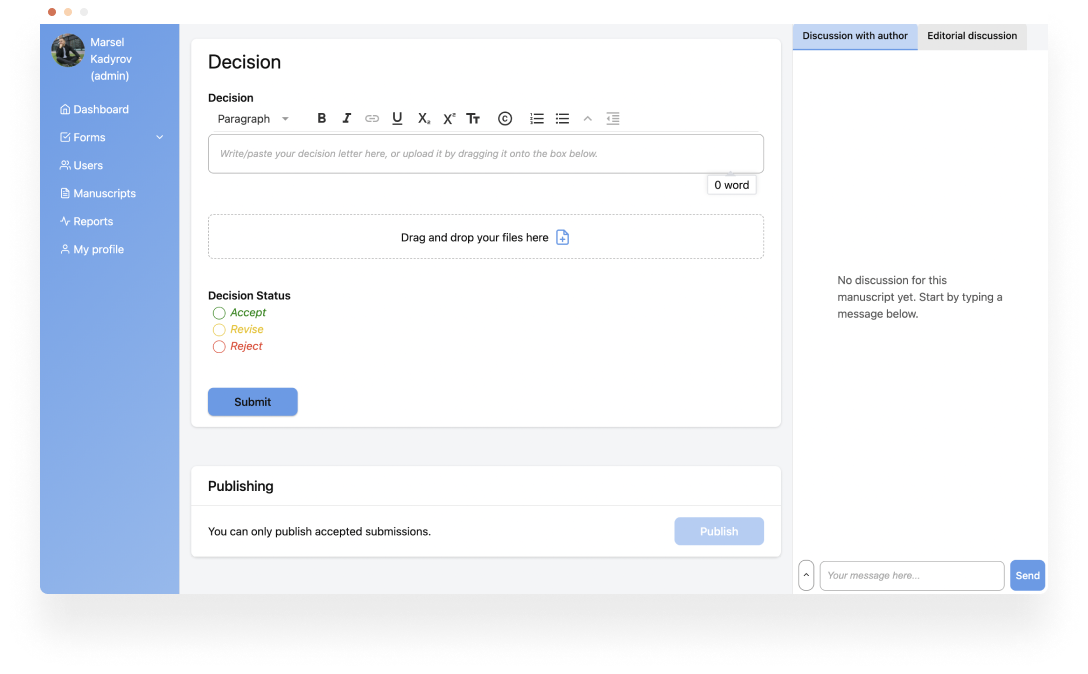 Marsel
Kadyrov
(admin)
Dashboard
Forms
Users
Manuscripts
Reports
My profile
Decision
Decision
Paragraph B I U X₂ X² Tт ©
Write/paste your decision letter here, or upload it by dragging it onto the box below.
0 word
Drag and drop your files here
Decision Status
Accept
Revise
Reject
Submit
Publishing
You can only publish accepted submissions.
Publish
Discussion with author
Editorial discussion
No discussion for this
manuscript yet. Start by typing a
message below.
Your message here...
Send